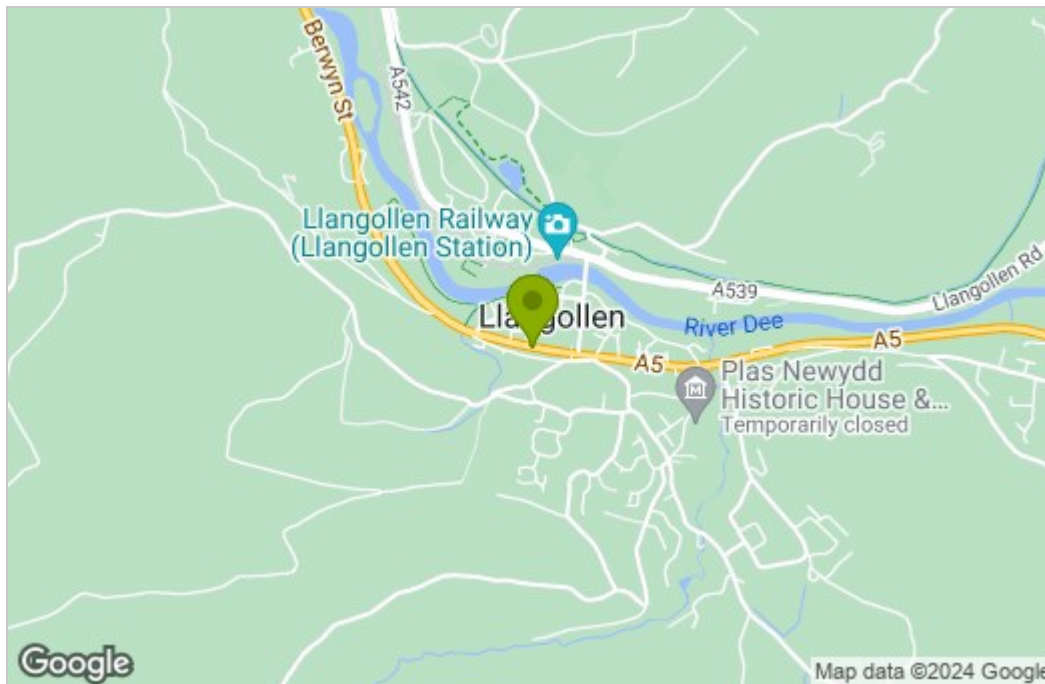 Berwyn St
A542
Llangollen Railway
(Llangollen Station)
A539
Llangollen Rd
Llangollen
River Dee
A5
A5
Plas Newydd
Historic House &...
Temporarily closed
Google
Map data ©2024 Google